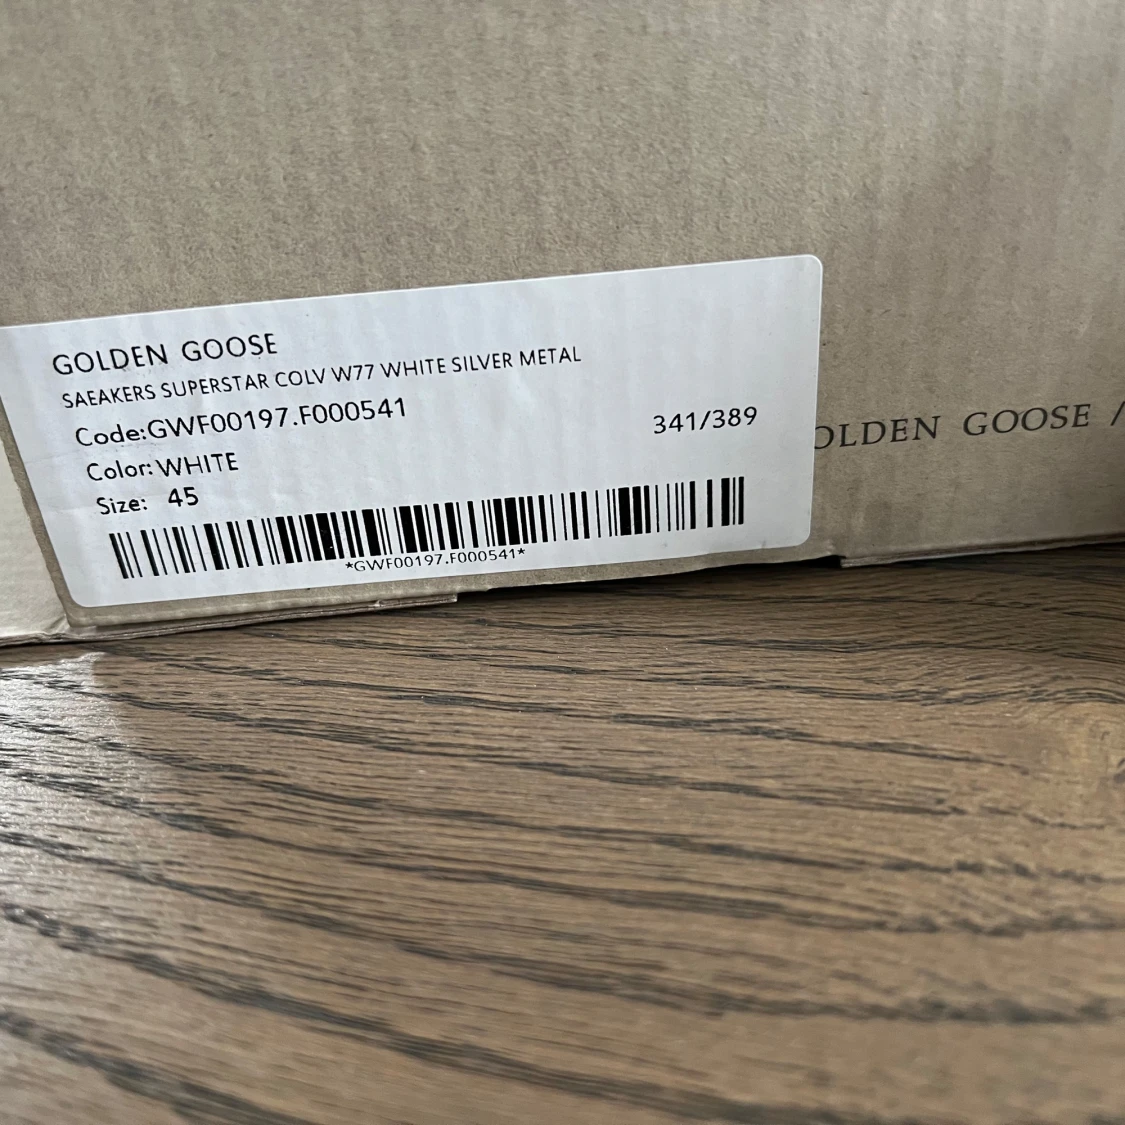 GOLDEN GOOSE
SAEAKERS SUPERSTAR COLV W77 WHITE SILVER METAL
Code:GWF00197.F000541
341/389
Color: WHITE
Size: 45
*GWF00197.F000541*
OLDEN GOOSE /